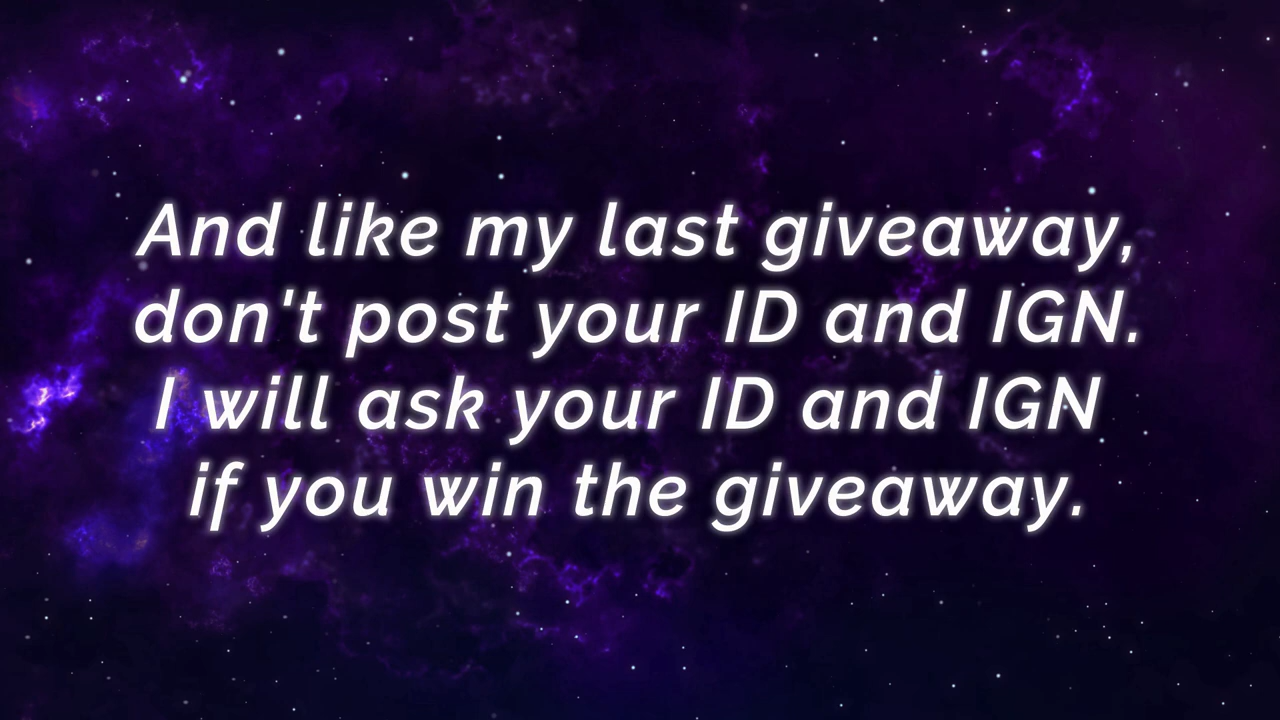 And like my last giveaway,
don't post your ID and IGN.
I will ask your ID and IGN
if you win the giveaway.